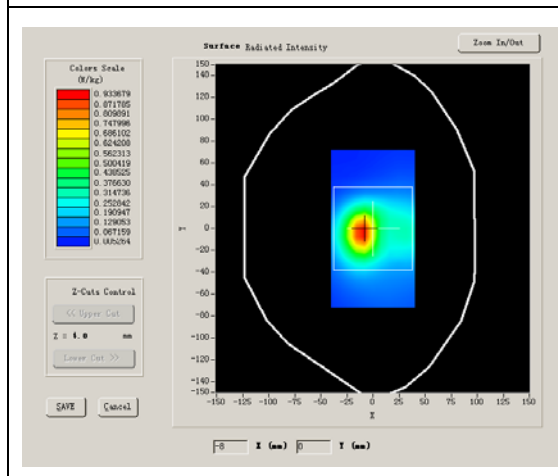 Surface Radiated Intensity
Zoom In/Out
Colors Scale
(W/kg)
0.933679
0.871785
0.809891
0.747996
0.686102
0.624208
0.562313
0.500419
0.438525
0.376630
0.314736
0.252842
0.190947
0.129053
0.067159
0.005264
150
140
120
100
80
60
40
20
0
-20
-40
-60
-80
-100
-120
-140
-150
Y
-150 -125 -100 -75 -50 -25 0 25 50 75 100 125 150
X
Z-Cuts Control
<< Upper Cut
Z = 4.0 mm
Lower Cut >>
SAVE
Cancel
-8 X (mm) 0 Y (mm)